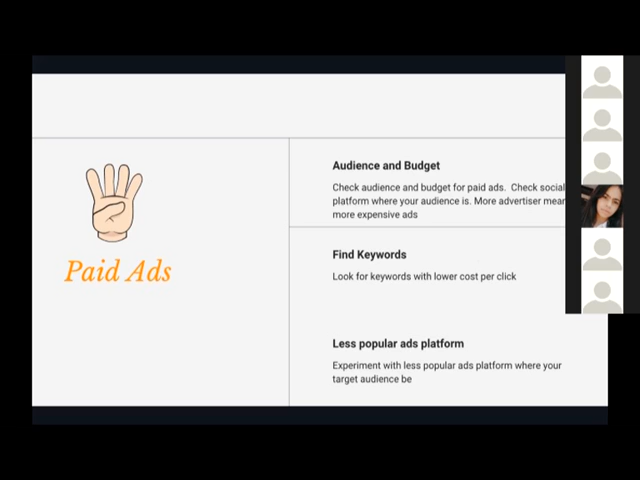 Paid Ads
Audience and Budget
Check audience and budget for paid ads. Check social
platform where your audience is. More advertiser
more expensive ads
Find Keywords
Look for keywords with lower cost per click
Less popular ads platform
Experiment with less popular ads platform where your
target audience be